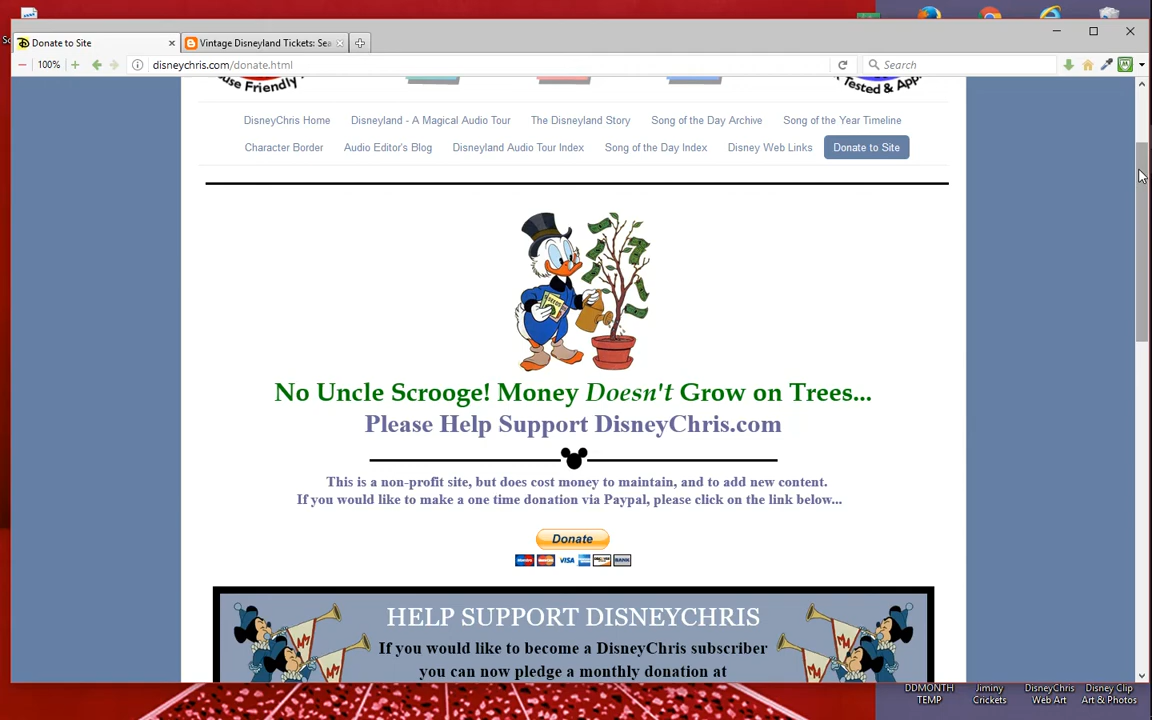 Donate to Site
Vintage Disneyland Tickets: Sea
100%
disneychris.com/donate.html
Search
use Friendly
Tested & App
DisneyChris Home
Disneyland - A Magical Audio Tour
The Disneyland Story
Song of the Day Archive
Song of the Year Timeline
Character Border
Audio Editor's Blog
Disneyland Audio Tour Index
Song of the Day Index
Disney Web Links
Donate to Site
No Uncle Scrooge! Money Doesn't Grow on Trees...
Please Help Support DisneyChris.com
This is a non-profit site, but does cost money to maintain, and to add new content.
If you would like to make a one time donation via Paypal, please click on the link below...
Donate
VISA
HELP SUPPORT DISNEYCHRIS
If you would like to become a DisneyChris subscriber
you can now pledge a monthly donation at
DDMONTH TEMP
Jiminy Crickets
DisneyChris Web Art
Disney Clip Art & Photos